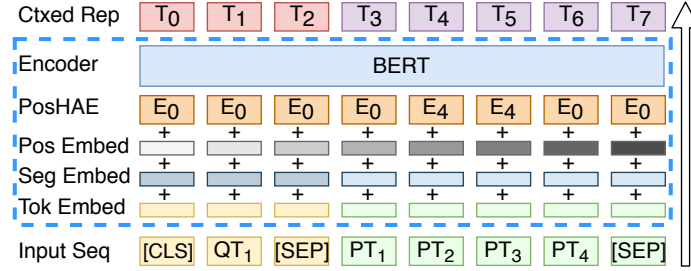 Ctxed Rep T0 T1 T2 T3 T4 T5 T6 T7
Encoder BERT
PosHAE E0 E0 E0 E0 E4 E4 E0 E0
+ + + + + + + +
Pos Embed
+ + + + + + + +
Seg Embed
+ + + + + + + +
Tok Embed
Input Seq [CLS] QT1 [SEP] PT1 PT2 PT3 PT4 [SEP]